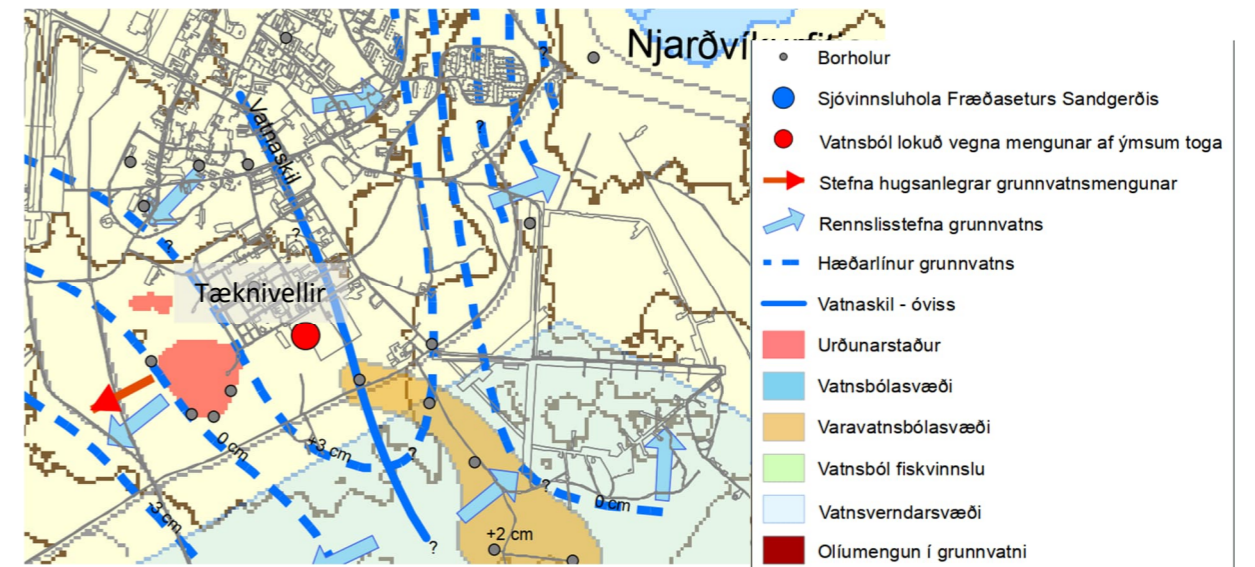 Njarðvíkurfitjar
Vatnaskil
?
?
?
?
?
Tæknivellir
0 cm
+3 cm
?
?
-3 cm
0 cm
+2 cm
?
Borholur
Sjóvinnsluhola Fræðaseturs Sandgerðis
Vatnsból lokuð vegna mengunar af ýmsum toga
Stefna hugsanlegrar grunnvatnsmengunar
Rennslisstefna grunnvatns
Hæðarlínur grunnvatns
Vatnaskil - óviss
Urðunarstaður
Vatnsbólasvæði
Varavatnsbólasvæði
Vatnsból fiskvinnslu
Vatnsverndarsvæði
Olíumengun í grunnvatni